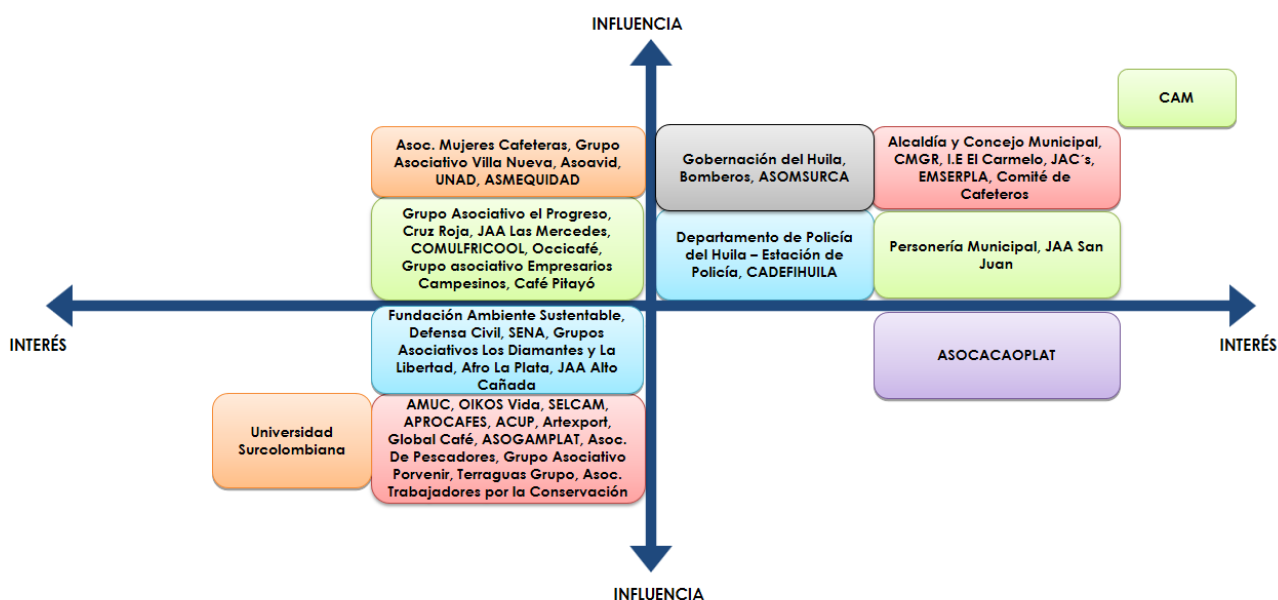 INFLUENCIA
CAM
Asoc. Mujeres Cafeteras, Grupo
Asociativo Villa Nueva, Asoavid,
UNAD, ASMEQUIDAD
Gobernación del Huila,
Bomberos, ASOMSURCA
Alcaldía y Concejo Municipal,
CMGR, I.E El Carmelo, JAC´s,
EMSERPLA, Comité de
Cafeteros
Grupo Asociativo el Progreso,
Cruz Roja, JAA Las Mercedes,
COMULFRICOOL, Occicafé,
Grupo asociativo Empresarios
Campesinos, Café Pitayó
Departamento de Policía
del Huila – Estación de
Policía, CADEFIHUILA
Personería Municipal, JAA San
Juan
INTERÉS
INTERÉS
Fundación Ambiente Sustentable,
Defensa Civil, SENA, Grupos
Asociativos Los Diamantes y La
Libertad, Afro La Plata, JAA Alto
Cañada
ASOCACAOPLAT
Universidad
Surcolombiana
AMUC, OIKOS Vida, SELCAM,
APROCAFES, ACUP, Artexport,
Global Café, ASOGAMPLAT, Asoc.
De Pescadores, Grupo Asociativo
Porvenir, Terraguas Grupo, Asoc.
Trabajadores por la Conservación
INFLUENCIA